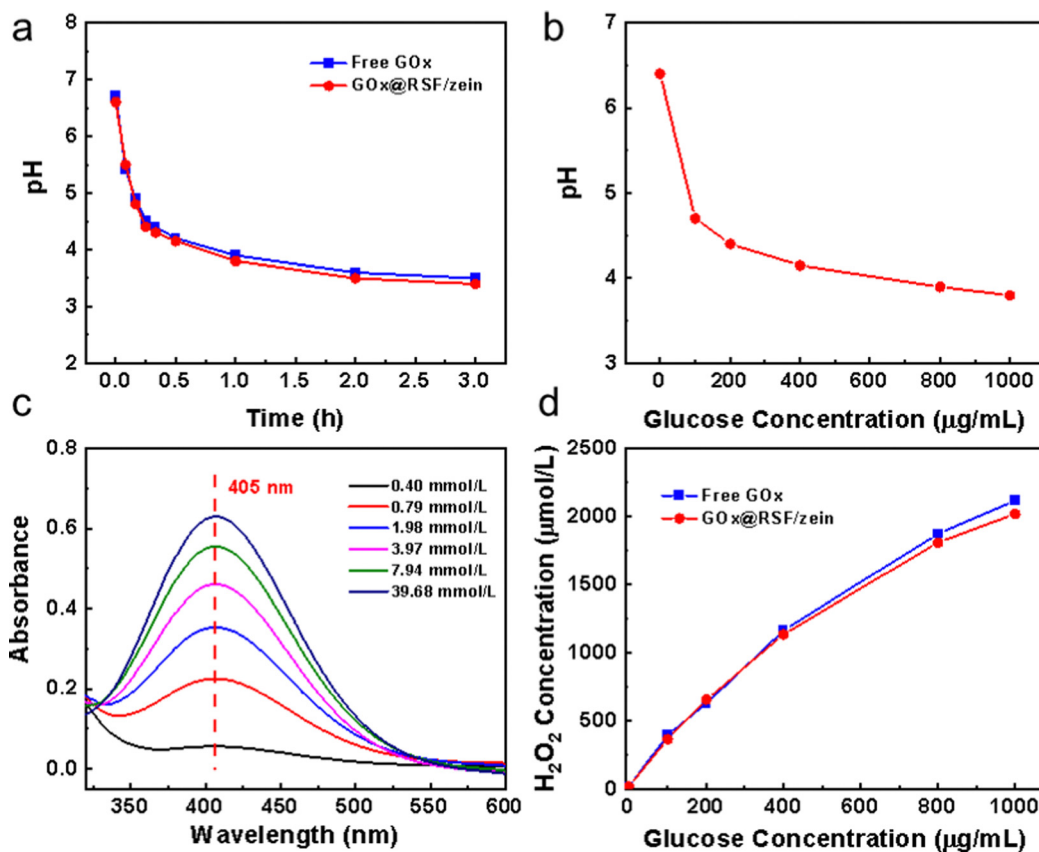 a
8
7
6
5
4
3
2
pH
0.0 0.5 1.0 1.5 2.0 2.5 3.0
Time (h)
Free GOx
GOx@RSF/zein
b
7
6
5
4
3
pH
0 200 400 600 800 1000
Glucose Concentration (μg/mL)
c
0.8
0.6
0.4
0.2
0.0
Absorbance
350 400 450 500 550 600
Wavelength (nm)
405 nm
0.40 mmol/L
0.79 mmol/L
1.98 mmol/L
3.97 mmol/L
7.94 mmol/L
39.68 mmol/L
d
2500
2000
1500
1000
500
0
H₂O₂ Concentration (μmol/L)
0 200 400 600 800 1000
Glucose Concentration (μg/mL)
Free GOx
GOx@RSF/zein